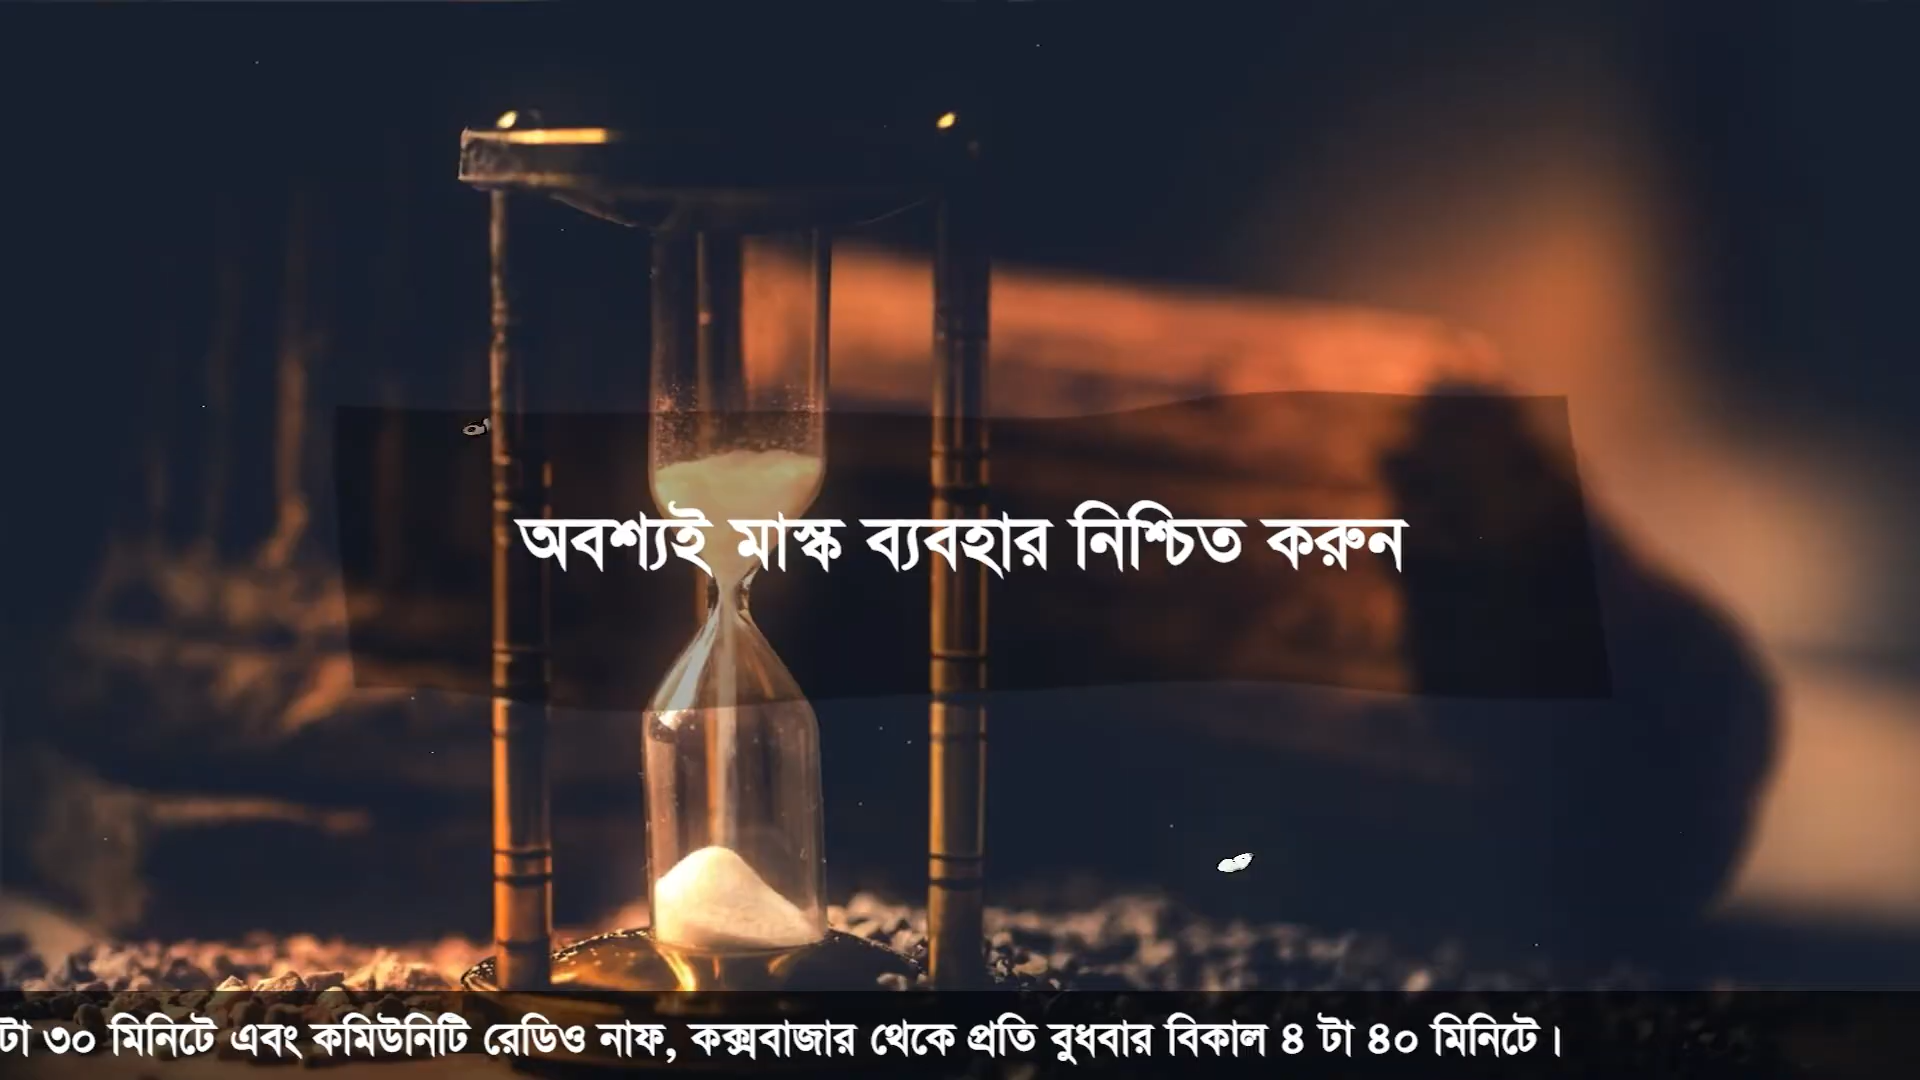 অবশ্যই মাস্ক ব্যবহার নিশ্চিত করুন
টা ৩০ মিনিটে এবং কমিউনিটি রেডিও নাফ, কক্সবাজার থেকে প্রতি বুধবার বিকাল ৪ টা ৪০ মিনিটে।